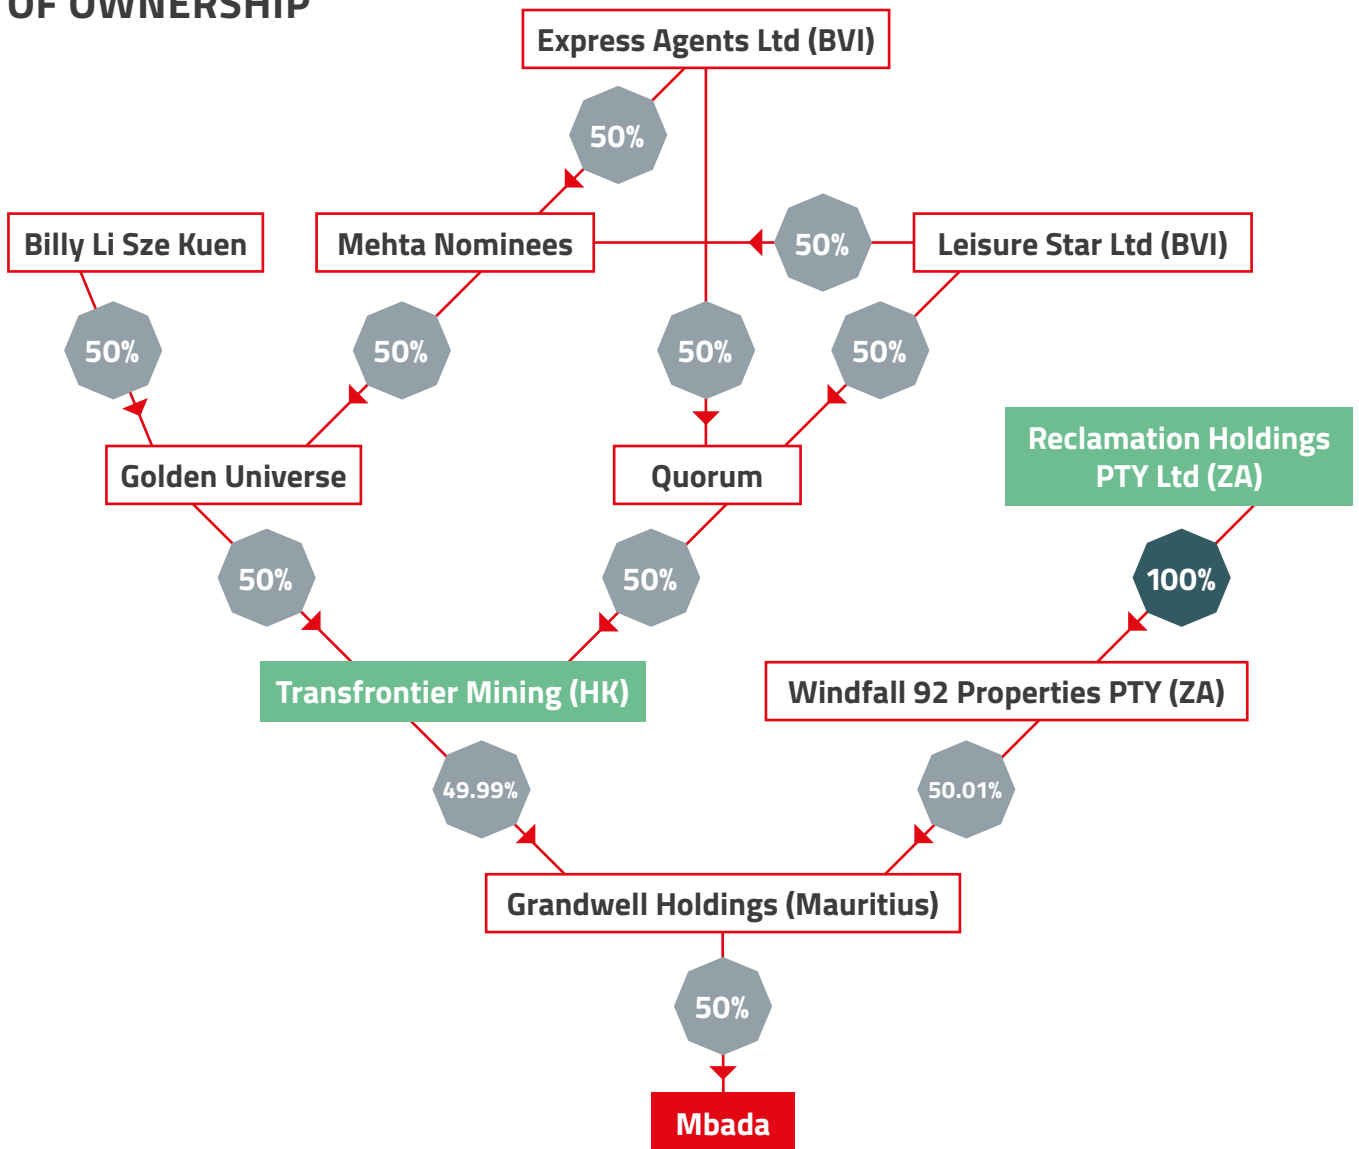 OF OWNERSHIP
Express Agents Ltd (BVI)
50%
Billy Li Sze Kuen
Mehta Nominees
50%
Leisure Star Ltd (BVI)
50%
50%
50%
50%
Golden Universe
Quorum
Reclamation Holdings
PTY Ltd (ZA)
50%
50%
100%
Transfrontier Mining (HK)
Windfall 92 Properties PTY (ZA)
49.99%
50.01%
Grandwell Holdings (Mauritius)
50%
Mbada